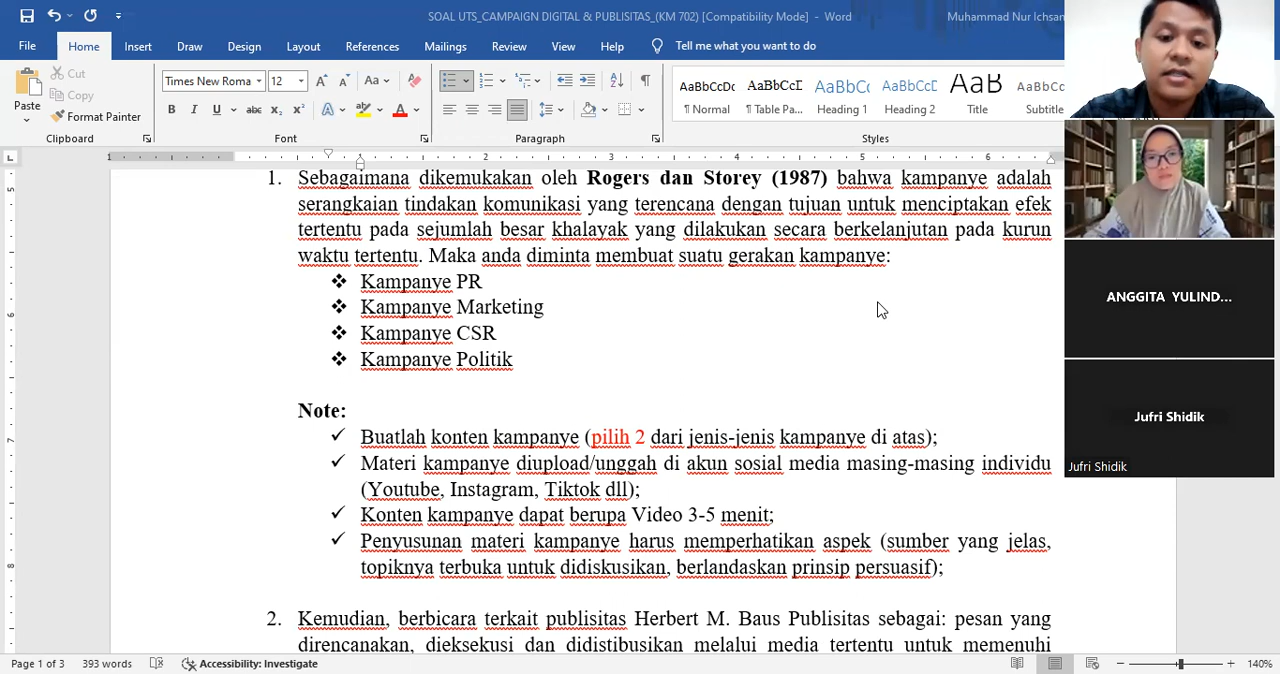 SOAL UTS_CAMPAIGN DIGITAL & PUBLISITAS_(KM 702) [Compatibility Mode] - Word
Muhammad Nur Ichsan
File Home Insert Draw Design Layout References Mailings Review View Help Tell me what you want to do
Paste
Cut
Copy
Format Painter
Clipboard
Times New Roma 12
Font
Paragraph
AaBbCcDc AaBbCcD AaBbCcD AaBbCcD AaB AaBbCcD
¶ Normal ¶ Table Pa... Heading 1 Heading 2 Title Subtitle
Styles
1. Sebagaimana dikemukakan oleh Rogers dan Storey (1987) bahwa kampanye adalah
serangkaian tindakan komunikasi yang terencana dengan tujuan untuk menciptakan efek
tertentu pada sejumlah besar khalayak yang dilakukan secara berkelanjutan pada kurun
waktu tertentu. Maka anda diminta membuat suatu gerakan kampanye:
❖ Kampanye PR
❖ Kampanye Marketing
❖ Kampanye CSR
❖ Kampanye Politik
Note:
✓ Buatlah konten kampanye (pilih 2 dari jenis-jenis kampanye di atas);
✓ Materi kampanye diupload/unggah di akun sosial media masing-masing individu
(Youtube, Instagram, Tiktok dll);
✓ Konten kampanye dapat berupa Video 3-5 menit;
✓ Penyusunan materi kampanye harus memperhatikan aspek (sumber yang jelas,
topiknya terbuka untuk didiskusikan, berlandaskan prinsip persuasif);
2. Kemudian, berbicara terkait publisitas Herbert M. Baus Publisitas sebagai: pesan yang
direncanakan, dieksekusi dan didistibusikan melalui media tertentu untuk memenuhi
ANGGITA YULIND...
Jufri Shidik
Jufri Shidik
Page 1 of 3 393 words Accessibility: Investigate 140%